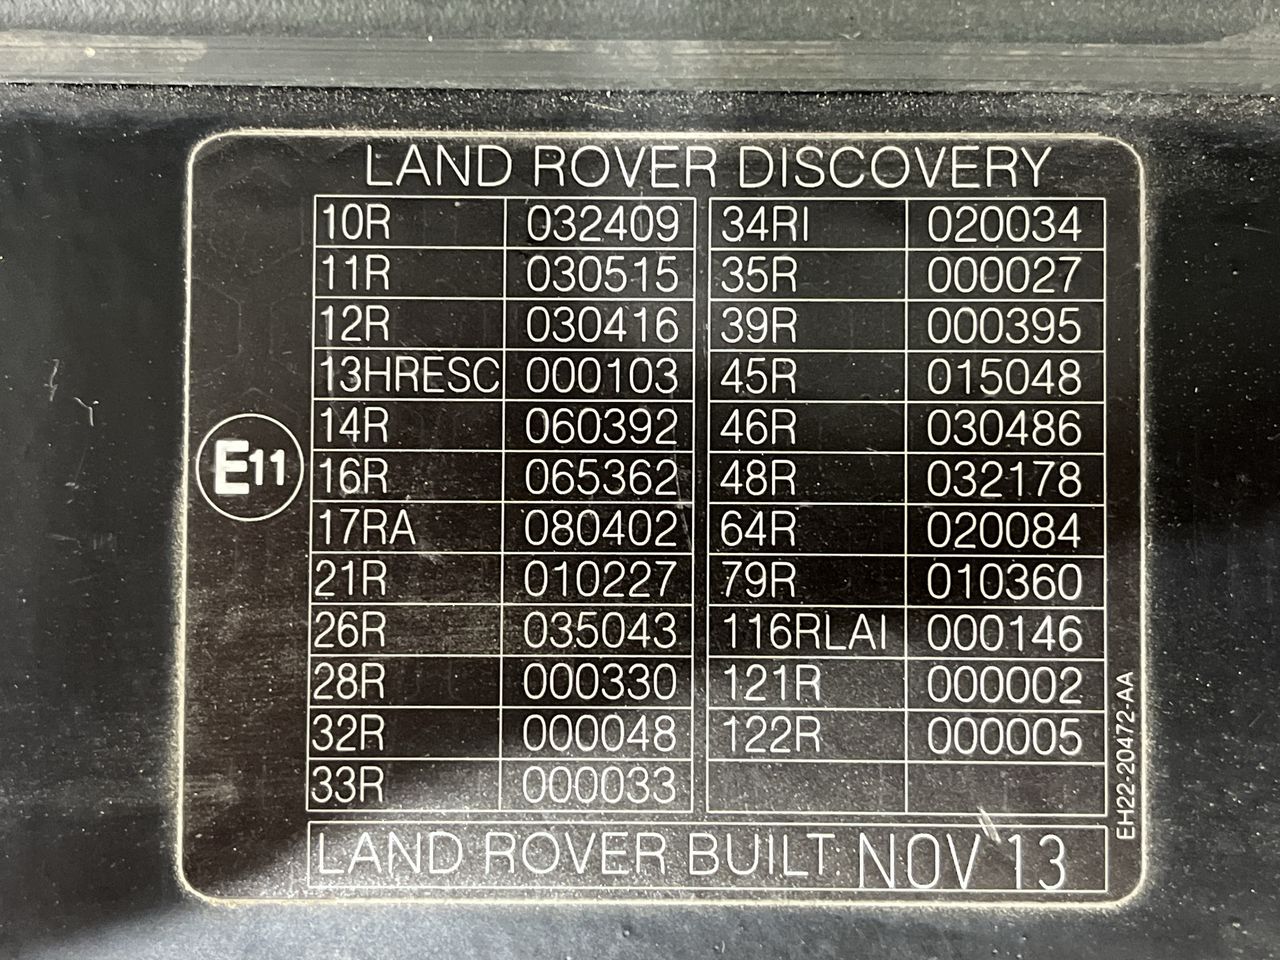 LAND ROVER DISCOVERY
10R 032409 34RI 020034
11R 030515 35R 000027
12R 030416 39R 000395
13HRESC 000103 45R 015048
14R 060392 46R 030486
16R 065362 48R 032178
17RA 080402 64R 020084
21R 010227 79R 010360
26R 035043 116RLAI 000146
28R 000330 121R 000002
32R 000048 122R 000005
33R 000033
E11
LAND ROVER BUILT: NOV 13
EH22-20472-AA